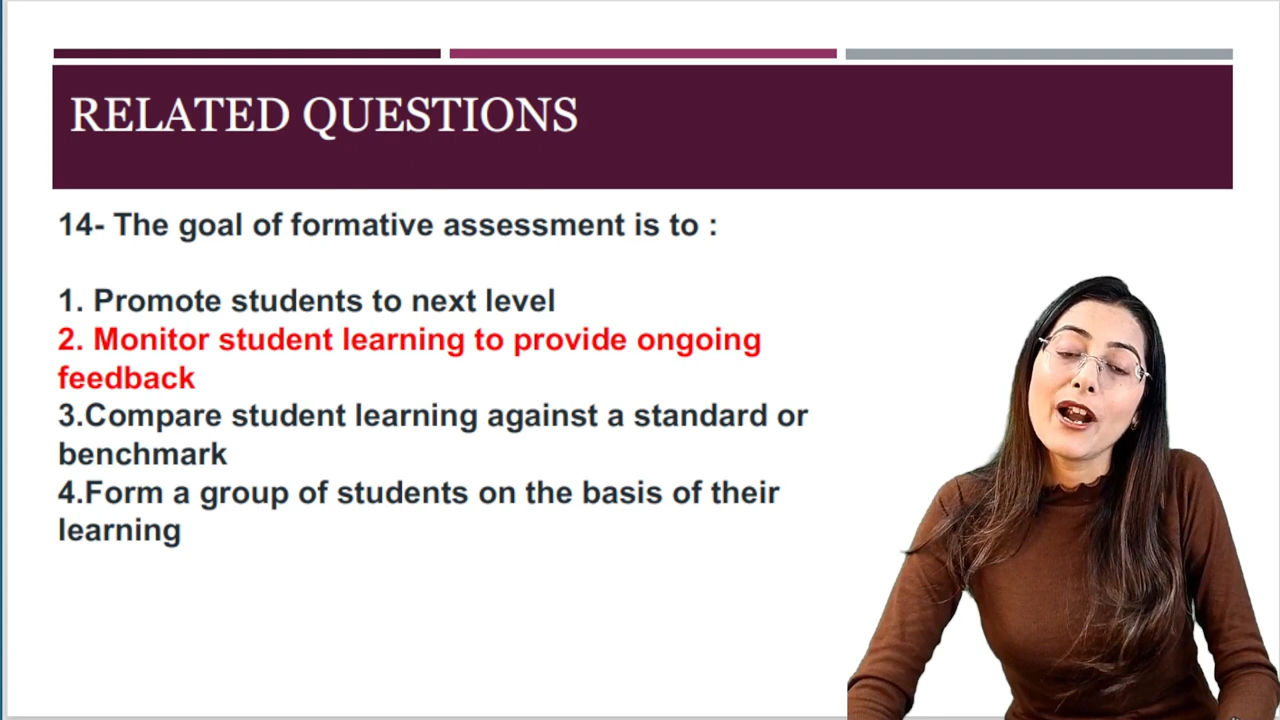 RELATED QUESTIONS
14- The goal of formative assessment is to :
1. Promote students to next level
2. Monitor student learning to provide ongoing
feedback
3.Compare student learning against a standard or
benchmark
4.Form a group of students on the basis of their
learning